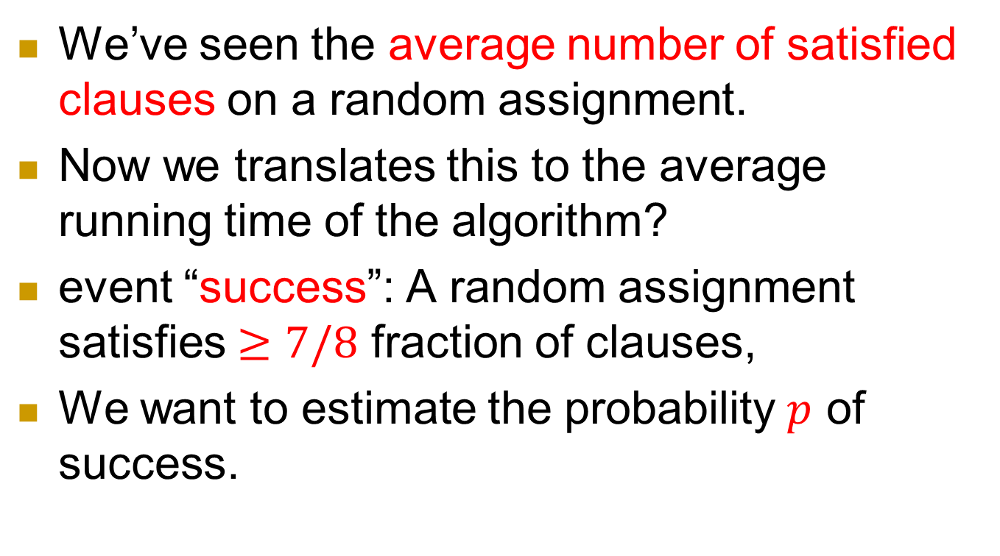 We’ve seen the average number of satisfied
clauses on a random assignment.
Now we translates this to the average
running time of the algorithm?
event “success”: A random assignment
satisfies ≥ 7/8 fraction of clauses,
We want to estimate the probability 𝑝 of
success.